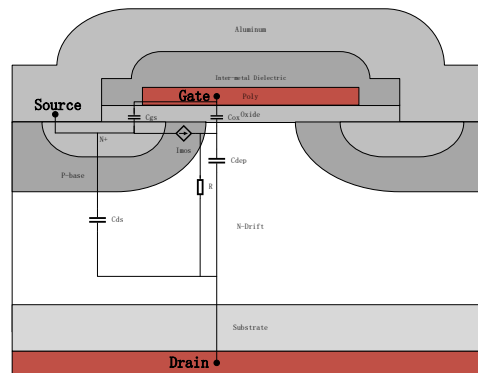 Aluminum
Inter-metal Dielectric
Gate
Poly
Source
Cgs
Cox
Oxide
N+
Imos
Cdep
P-base
R
Cds
N-Drift
Substrate
Drain